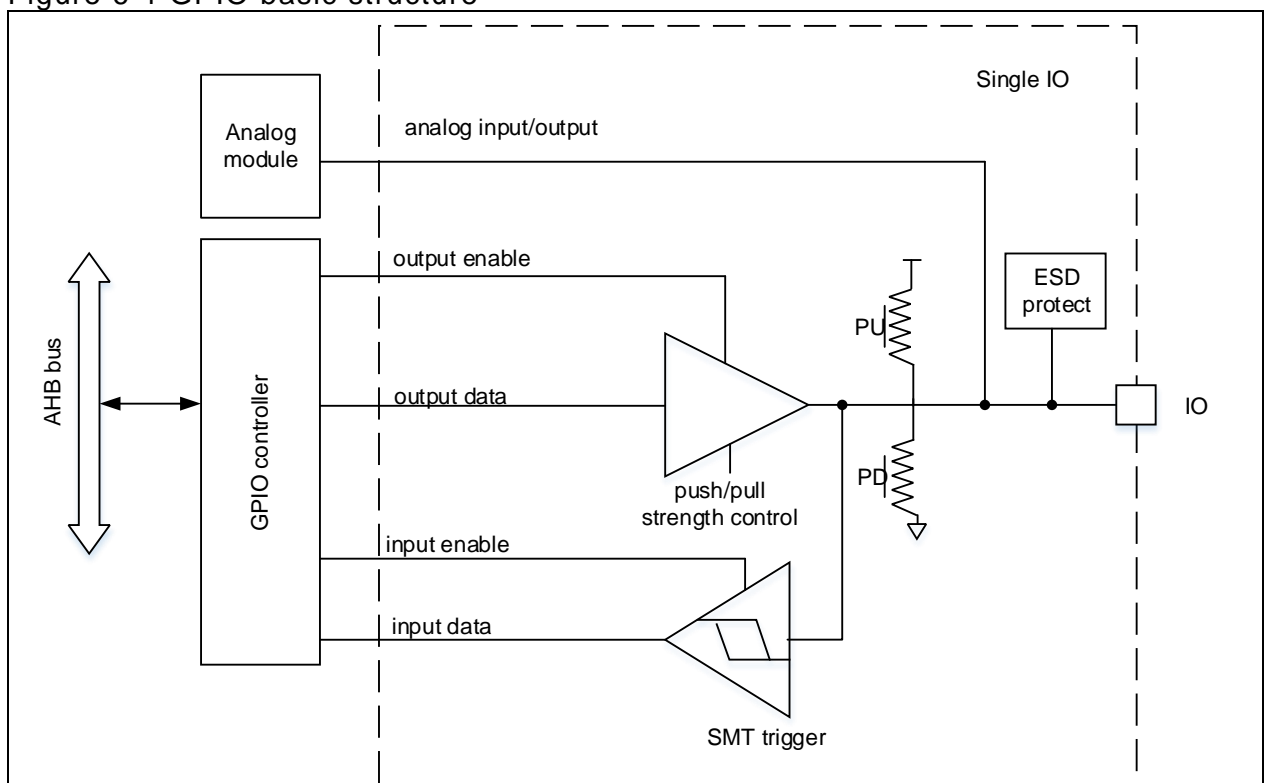 Single IO
Analog
module
analog input/output
output enable
ESD
protect
PU
AHB bus
GPIO controller
output data
IO
PD
push/pull
strength control
input enable
input data
SMT trigger